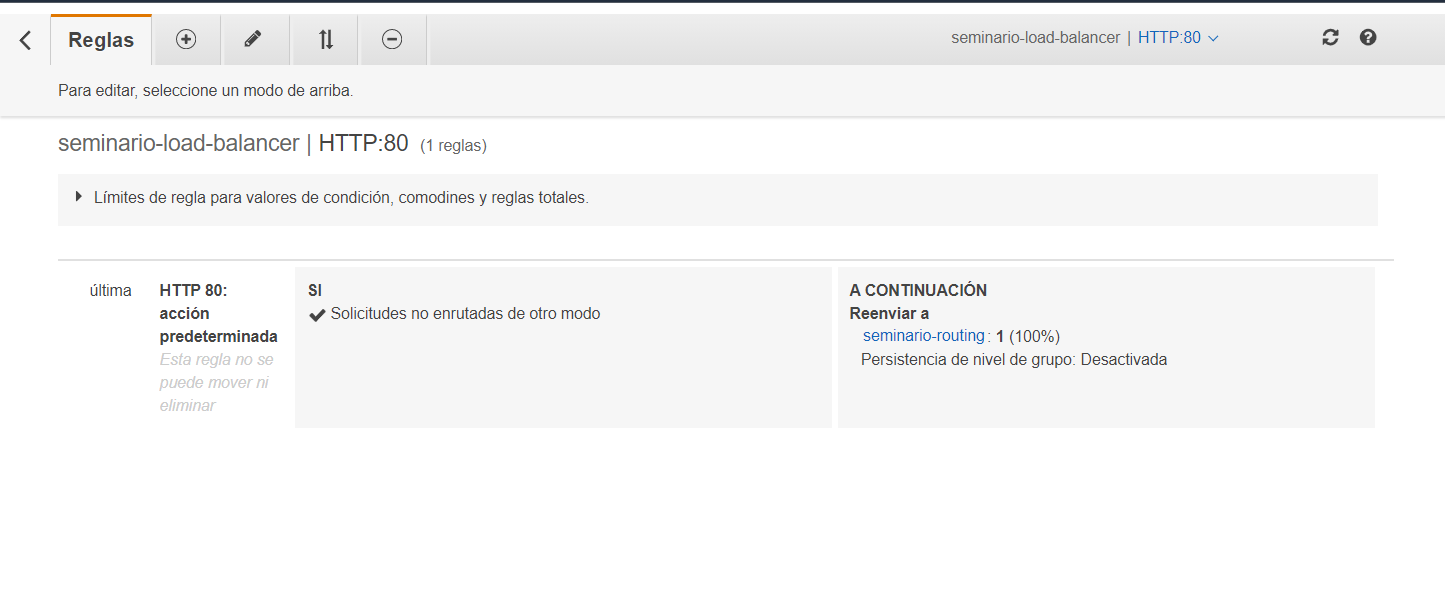 Reglas
seminario-load-balancer | HTTP:80
Para editar, seleccione un modo de arriba.
seminario-load-balancer | HTTP:80 (1 reglas)
Límites de regla para valores de condición, comodines y reglas totales.
última
HTTP 80:
acción
predeterminada
Esta regla no se
puede mover ni
eliminar
SI
Solicitudes no enrutadas de otro modo
A CONTINUACIÓN
Reenviar a
seminario-routing: 1 (100%)
Persistencia de nivel de grupo: Desactivada